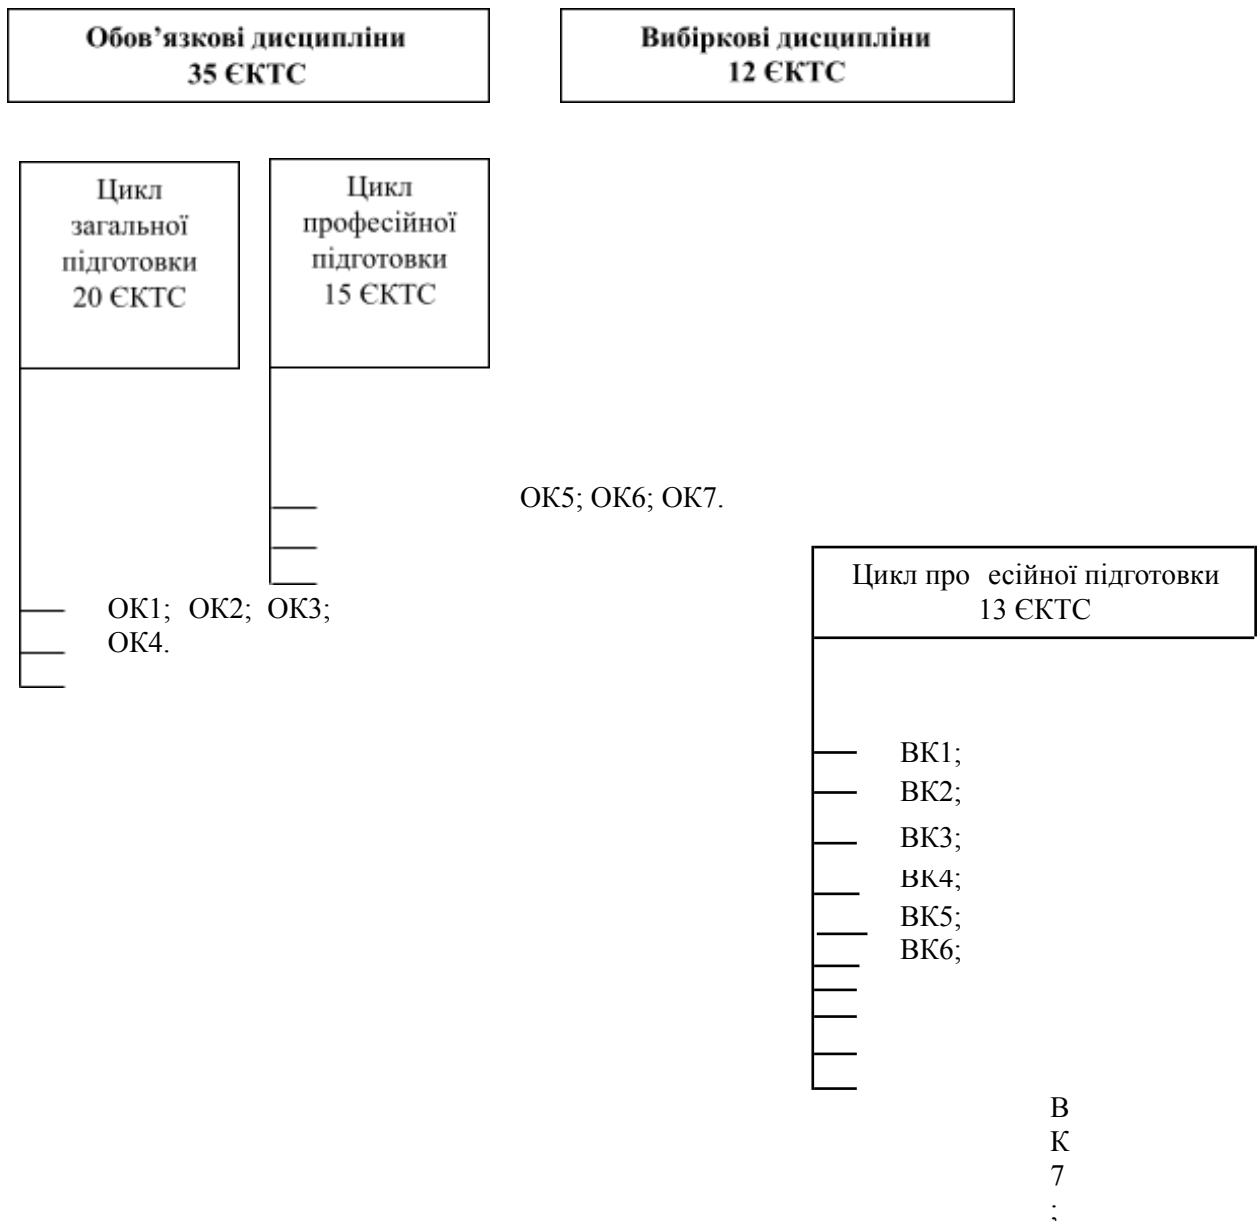 Обов’язкові дисципліни
35 ЄКТС
Вибіркові дисципліни
12 ЄКТС
Цикл
загальної
підготовки
20 ЄКТС
Цикл
професійної
підготовки
15 ЄКТС
ОК5; ОК6; ОК7.
ОК1; ОК2; ОК3;
ОК4.
Цикл про есійної підготовки
13 ЄКТС
ВК1;
ВК2;
ВК3;
ВК4;
ВК5;
ВК6;
В
К
7
;